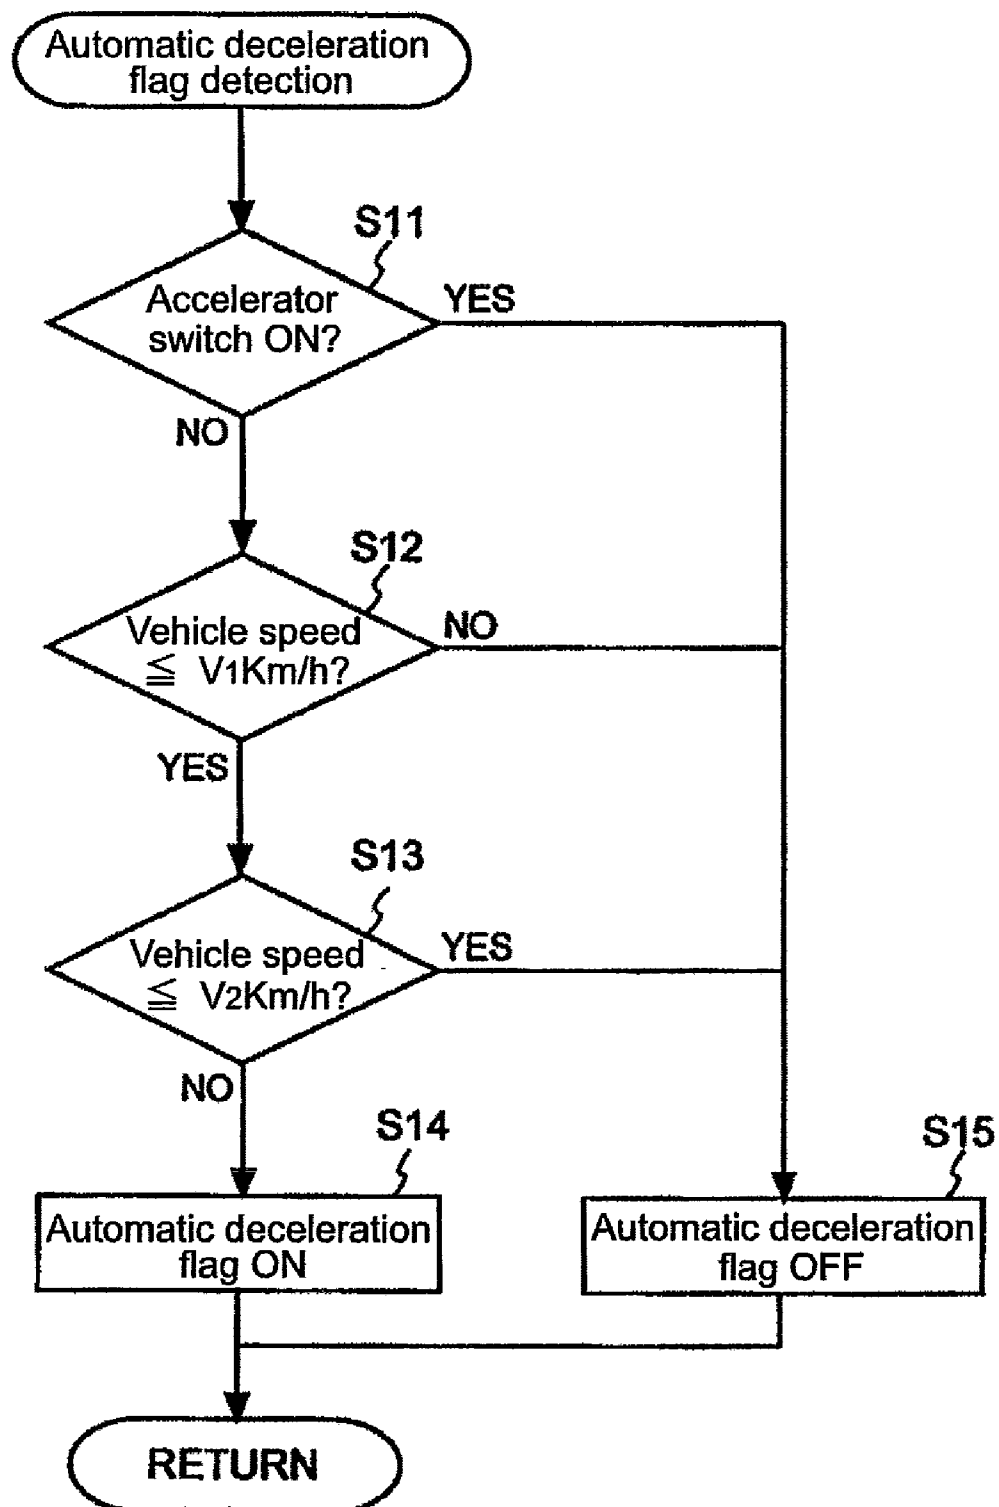 Automatic deceleration
flag detection
S11
Accelerator
switch ON?
YES
NO
S12
Vehicle speed
≦ V1Km/h?
NO
YES
S13
Vehicle speed
≦ V2Km/h?
YES
NO
S14
Automatic deceleration
flag ON
S15
Automatic deceleration
flag OFF
RETURN